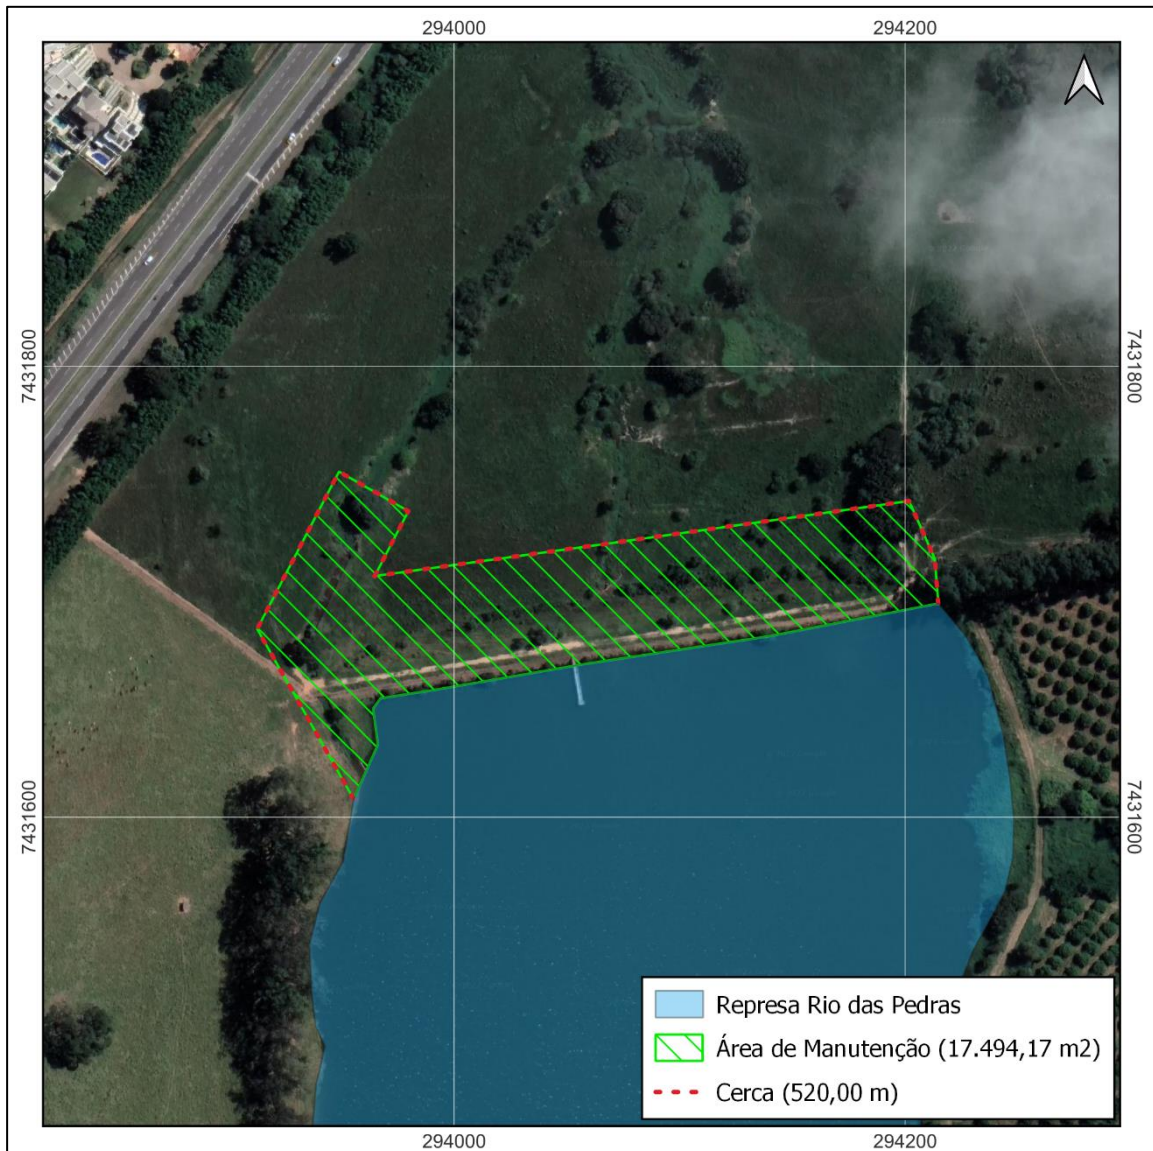 294000
294200
7431800
7431800
7431600
7431600
Represa Rio das Pedras
Área de Manutenção (17.494,17 m2)
Cerca (520,00 m)
294000
294200